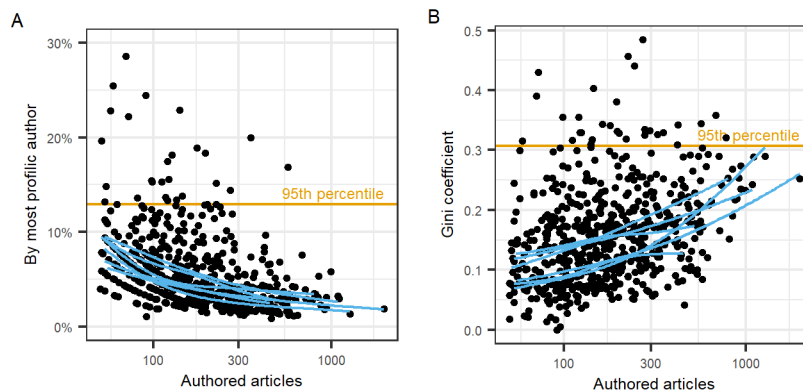 A
By most profilic author
30%
20%
10%
0%
95th percentile
100
300
1000
Authored articles
B
Gini coefficient
0.5
0.4
0.3
0.2
0.1
0.0
95th percentile
100
300
1000
Authored articles